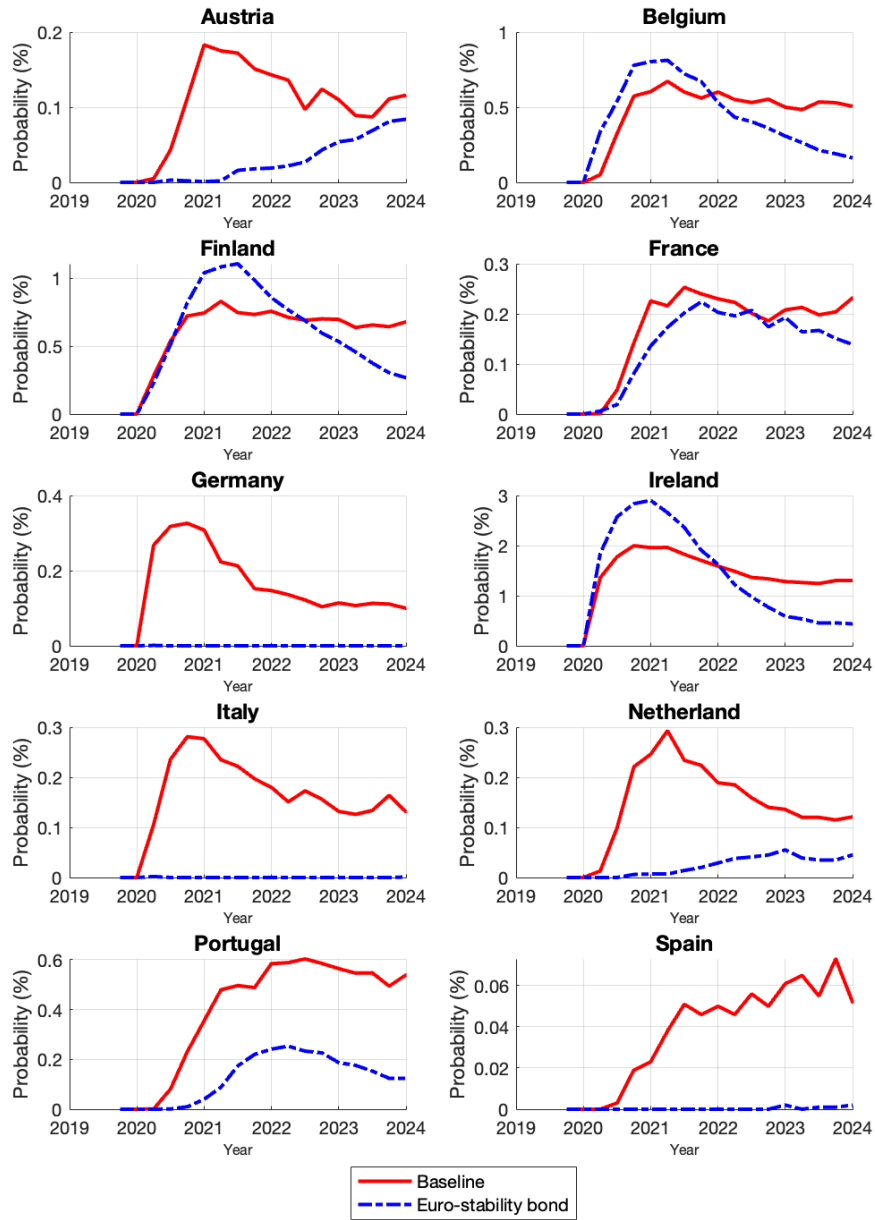 Austria
Probability (%)
0.2
0.1
0
2019 2020 2021 2022 2023 2024
Year
Belgium
Probability (%)
1
0.5
0
2019 2020 2021 2022 2023 2024
Year
Finland
Probability (%)
1
0.5
0
2019 2020 2021 2022 2023 2024
Year
France
Probability (%)
0.3
0.2
0.1
0
2019 2020 2021 2022 2023 2024
Year
Germany
Probability (%)
0.4
0.2
0
2019 2020 2021 2022 2023 2024
Year
Ireland
Probability (%)
3
2
1
0
2019 2020 2021 2022 2023 2024
Year
Italy
Probability (%)
0.3
0.2
0.1
0
2019 2020 2021 2022 2023 2024
Year
Netherland
Probability (%)
0.3
0.2
0.1
0
2019 2020 2021 2022 2023 2024
Year
Portugal
Probability (%)
0.6
0.4
0.2
0
2019 2020 2021 2022 2023 2024
Year
Spain
Probability (%)
0.06
0.04
0.02
0
2019 2020 2021 2022 2023 2024
Year
Baseline
Euro-stability bond